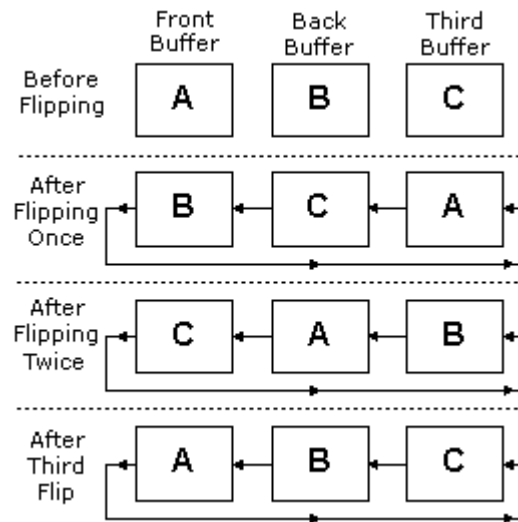 Front Back Third
Buffer Buffer Buffer
Before
Flipping
A B C
After
Flipping
Once
B C A
After
Flipping
Twice
C A B
After
Third
Flip
A B C